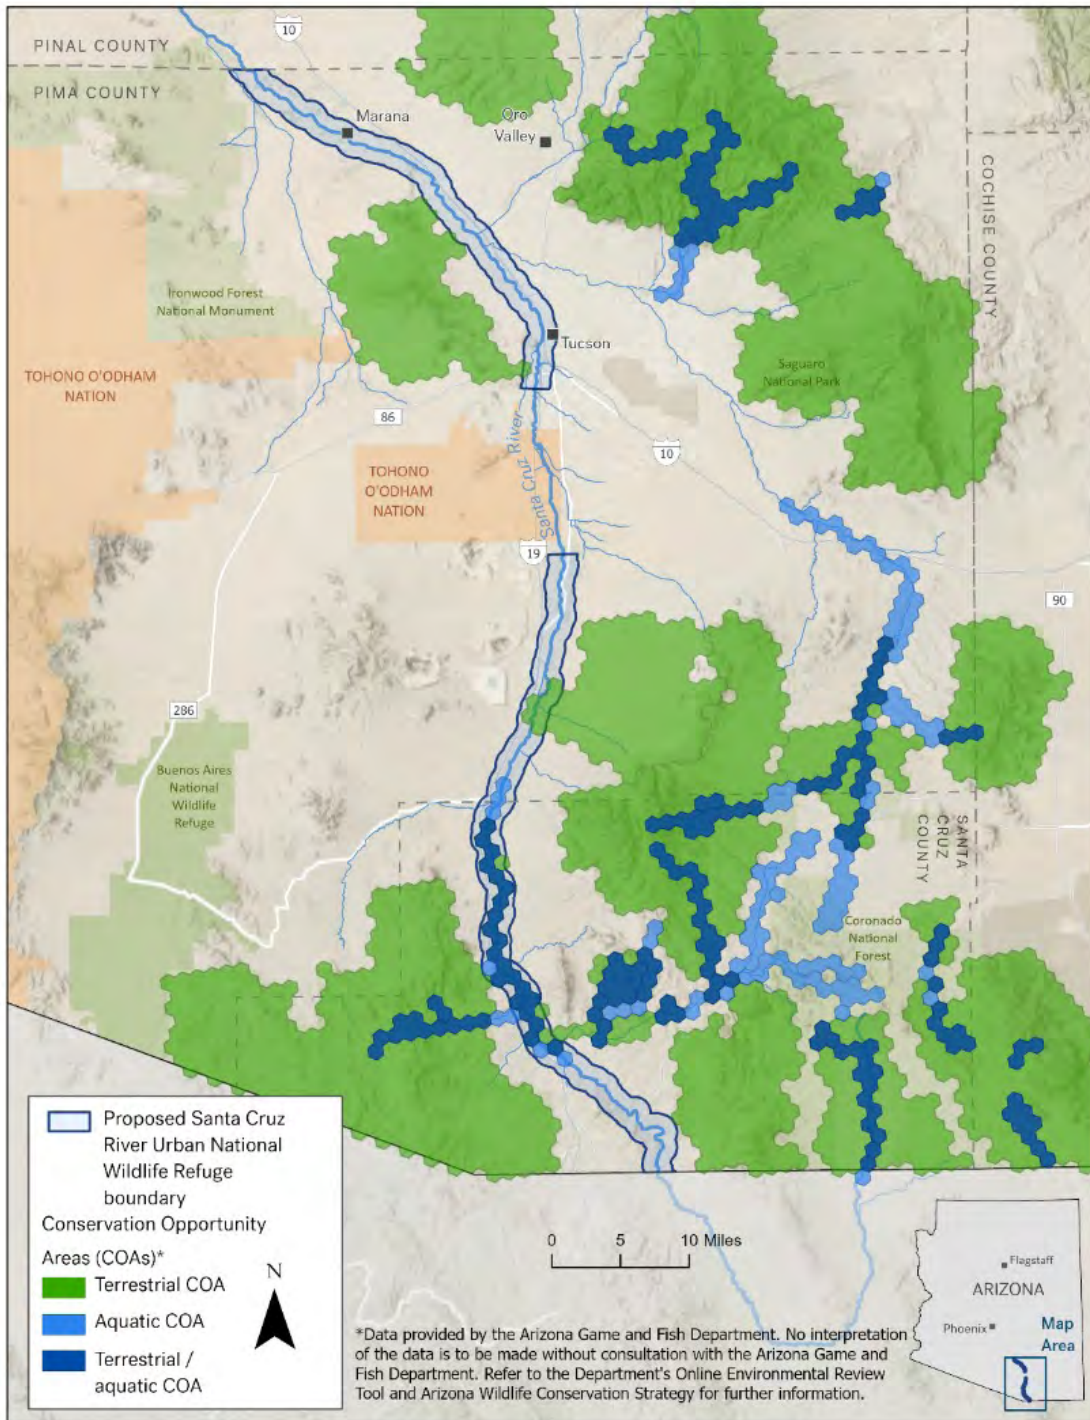 10
PINAL COUNTY
PIMA COUNTY
Marana
Oro
Valley
COCHISE COUNTY
Ironwood Forest
National Monument
Tucson
TOHONO O'ODHAM
NATION
Saguaro
National Park
86
Santa Cruz River
10
TOHONO
O'ODHAM
NATION
19
90
286
Buenos Aires
National
Wildlife
Refuge
SANTA
CRUZ
COUNTY
Coronado
National
Forest
Proposed Santa Cruz
River Urban National
Wildlife Refuge
boundary
Conservation Opportunity
Areas (COAs)*
Terrestrial COA
Aquatic COA
Terrestrial /
aquatic COA
N
0 5 10 Miles
*Data provided by the Arizona Game and Fish Department. No interpretation
of the data is to be made without consultation with the Arizona Game and
Fish Department. Refer to the Department's Online Environmental Review
Tool and Arizona Wildlife Conservation Strategy for further information.
Flagstaff
ARIZONA
Phoenix
Map
Area